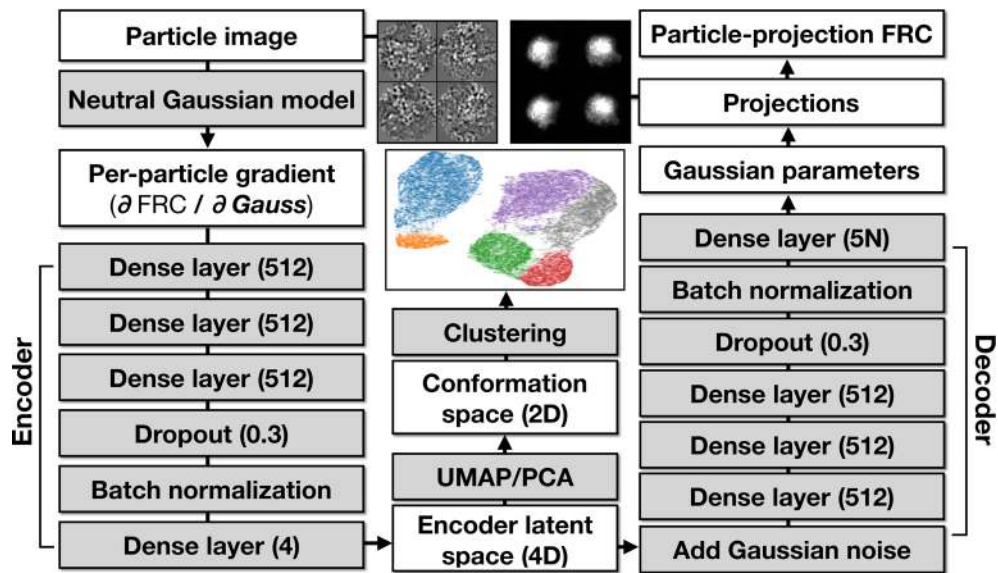 Particle image
Neutral Gaussian model
Per-particle gradient
(∂ FRC / ∂ Gauss)
Encoder
Dense layer (512)
Dense layer (512)
Dense layer (512)
Dropout (0.3)
Batch normalization
Dense layer (4)
Clustering
Conformation
space (2D)
UMAP/PCA
Encoder latent
space (4D)
Particle-projection FRC
Projections
Gaussian parameters
Dense layer (5N)
Batch normalization
Dropout (0.3)
Dense layer (512)
Dense layer (512)
Dense layer (512)
Add Gaussian noise
Decoder